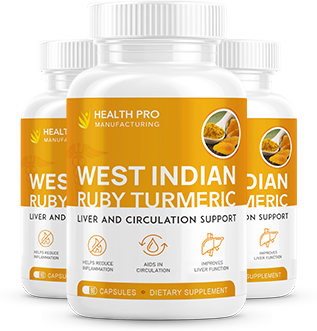 HEALTH PRO
MANUFACTURING
WEST INDIAN
RUBY TURMERIC
LIVER AND CIRCULATION SUPPORT
HELPS REDUCE
INFLAMMATION
AIDS IN
CIRCULATION
IMPROVES
LIVER FUNCTION
CAPSULES • DIETARY SUPPLEMENT